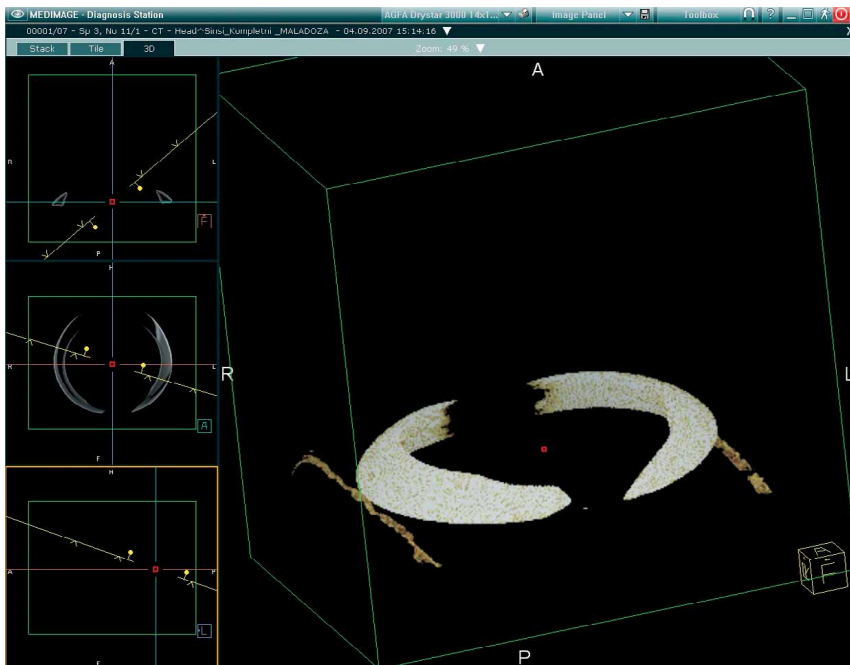 MEDIMAGE - Diagnosis Station AGFA Drystar 3000 14x1... Image Panel Toolbox ?
00001/07 - Sp 3, Nu 11/1 - CT - Head^Sinsi_Kumpletni _MALADOZA - 04.09.2007 15:14:16
Stack Tile 3D Zoom: 49 %
A
R L
F
P
H
R L
A
F
H
A P
L
F
A
R L
P
A
F